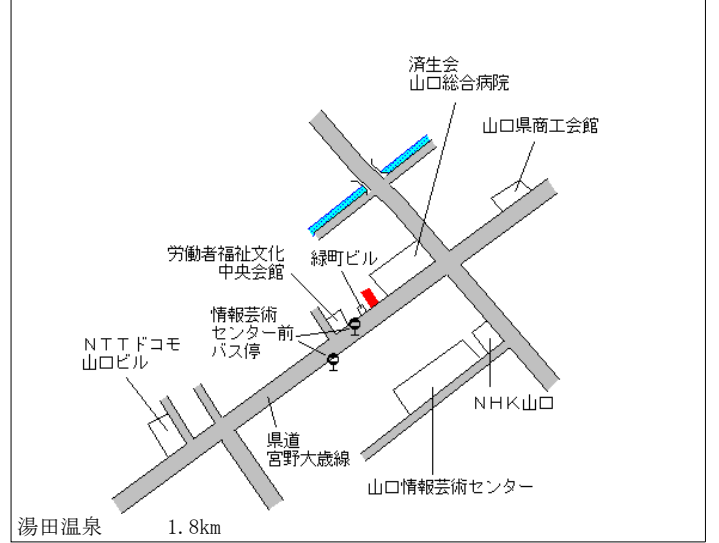 済生会
山口総合病院
山口県商工会館
労働者福祉文化
中央会館
緑町ビル
情報芸術
センター前
バス停
ＮＴＴドコモ
山口ビル
ＮＨＫ山口
県道
宮野大歳線
山口情報芸術センター
湯田温泉 1.8km